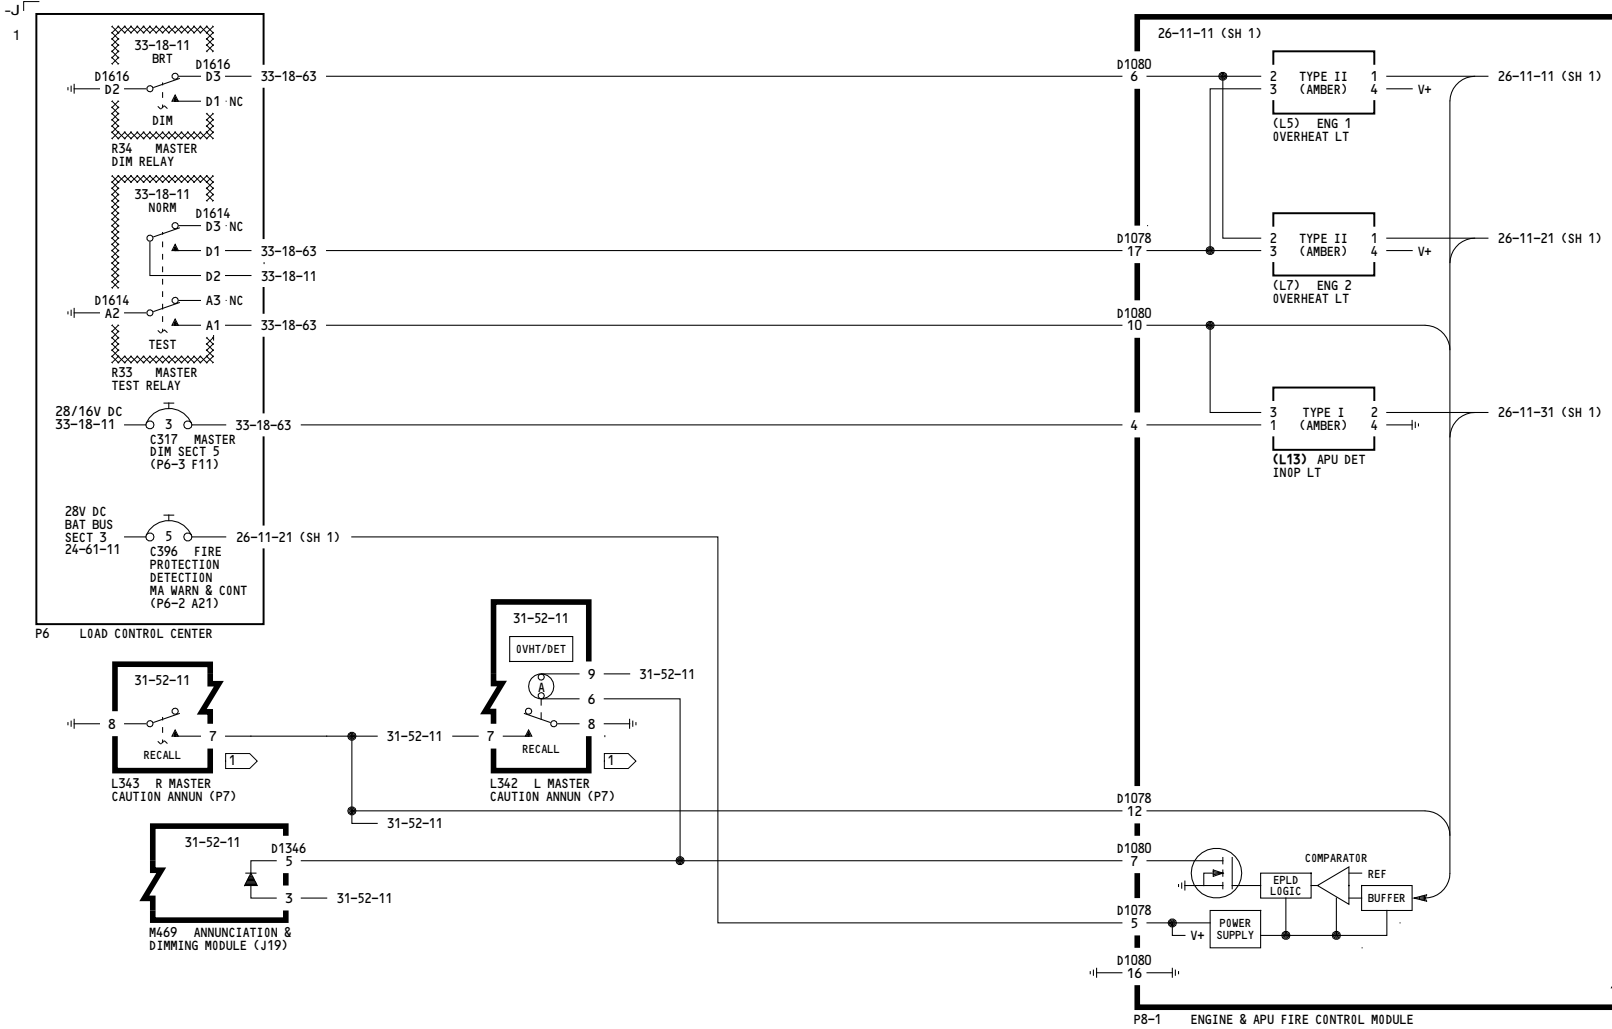 -J
1
33-18-11
BRT
D1616
D1616
D3
33-18-63
D2
D1 NC
DIM
R34 MASTER
DIM RELAY
33-18-11
NORM
D1614
D3 NC
D1
33-18-63
D2
33-18-11
D1614
A3 NC
A2
A1
33-18-63
TEST
R33 MASTER
TEST RELAY
28/16V DC
33-18-11
3
33-18-63
C317 MASTER
DIM SECT 5
(P6-3 F11)
28V DC
BAT BUS
SECT 3
24-61-11
5
26-11-21 (SH 1)
C396 FIRE
PROTECTION
DETECTION
MA WARN & CONT
(P6-2 A21)
P6 LOAD CONTROL CENTER
31-52-11
8
7
RECALL
1
L343 R MASTER
CAUTION ANNUN (P7)
31-52-11
31-52-11
31-52-11
OVHT/DET
A
9
31-52-11
6
8
7
RECALL
1
L342 L MASTER
CAUTION ANNUN (P7)
31-52-11
D1346
5
3
31-52-11
M469 ANNUNCIATION &
DIMMING MODULE (J19)
26-11-11 (SH 1)
D1080
6
2 TYPE II 1
3 (AMBER) 4
V+
26-11-11 (SH 1)
(L5) ENG 1
OVERHEAT LT
D1078
17
2 TYPE II 1
3 (AMBER) 4
V+
26-11-21 (SH 1)
(L7) ENG 2
OVERHEAT LT
D1080
10
4
3 TYPE I 2
1 (AMBER) 4
26-11-31 (SH 1)
(L13) APU DET
INOP LT
D1078
12
D1080
7
COMPARATOR
REF
EPLD
LOGIC
BUFFER
D1078
5
V+
POWER
SUPPLY
D1080
16
P8-1 ENGINE & APU FIRE CONTROL MODULE